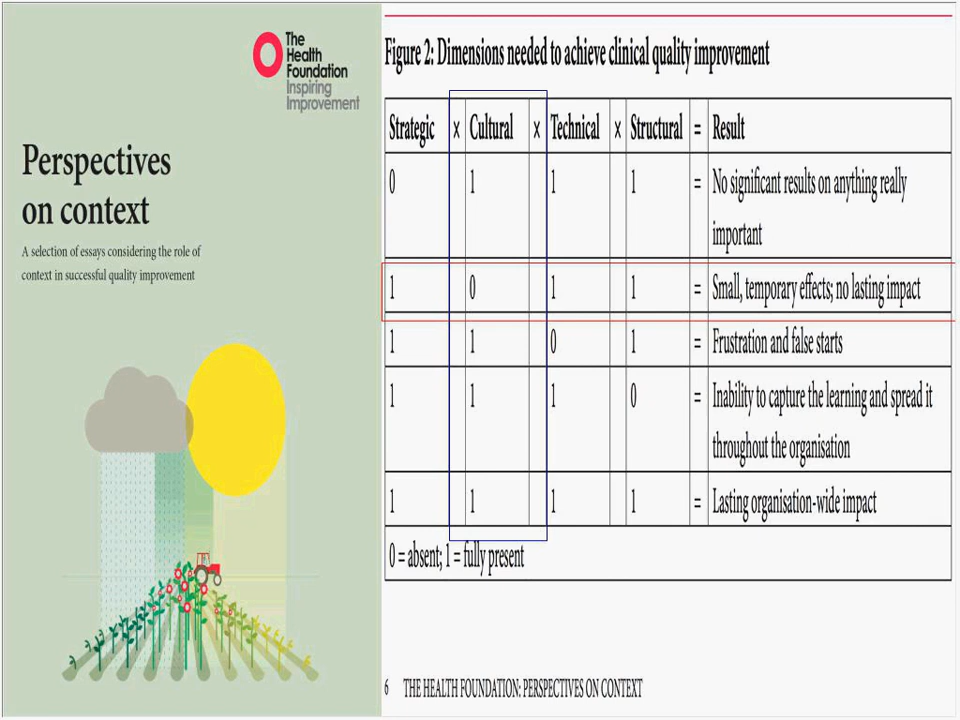 The
Health
Foundation
Inspiring
Improvement
Perspectives
on context
A selection of essays considering the role of
context in successful quality improvement
Figure 2: Dimensions needed to achieve clinical quality improvement
Strategic × Cultural × Technical × Structural = Result
0 1 1 1 = No significant results on anything really
important
1 0 1 1 = Small, temporary effects; no lasting impact
1 1 0 1 = Frustration and false starts
1 1 1 0 = Inability to capture the learning and spread it
throughout the organisation
1 1 1 1 = Lasting organisation-wide impact
0 = absent; 1 = fully present
6 THE HEALTH FOUNDATION: PERSPECTIVES ON CONTEXT